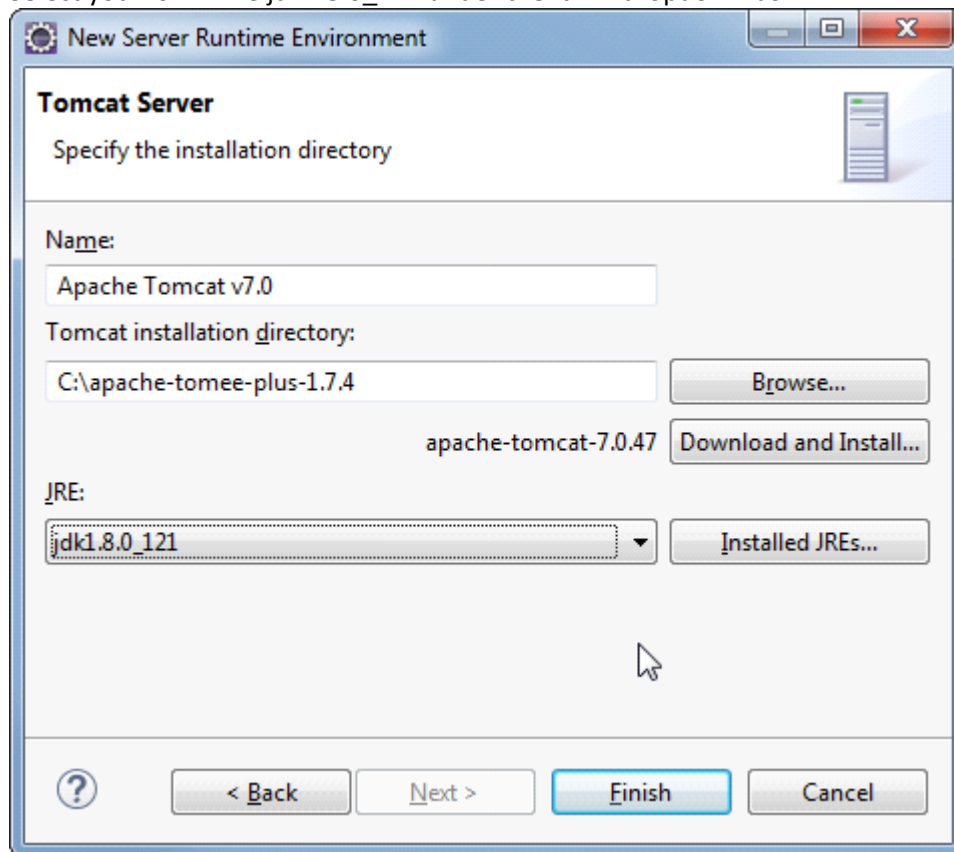 New Server Runtime Environment
Tomcat Server
Specify the installation directory
Name:
Apache Tomcat v7.0
Tomcat installation directory:
C:\apache-tomee-plus-1.7.4
Browse...
apache-tomcat-7.0.47 Download and Install...
JRE:
jdk1.8.0_121
Installed JREs...
? < Back Next > Finish Cancel